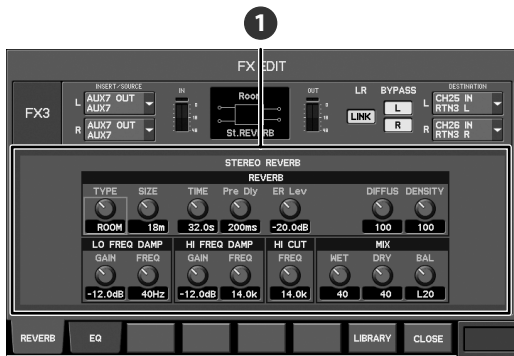 1
FX EDIT
FX3
INSERT/SOURCE
L AUX7 OUT AUX7
R AUX7 OUT AUX7
IN
0
Room
St.REVERB
OUT
0
LR BYPASS
LINK L
R
DESTINATION
L CH25 IN RTN3 L
R CH26 IN RTN3 R
STEREO REVERB
REVERB
TYPE SIZE TIME Pre Dly ER Lev DIFFUS DENSITY
ROOM 18m 32.0s 200ms -20.0dB 100 100
LO FREQ DAMP HI FREQ DAMP HI CUT MIX
GAIN FREQ GAIN FREQ FREQ WET DRY BAL
-12.0dB 40Hz -12.0dB 14.0k 14.0k 40 40 L20
REVERB EQ LIBRARY CLOSE